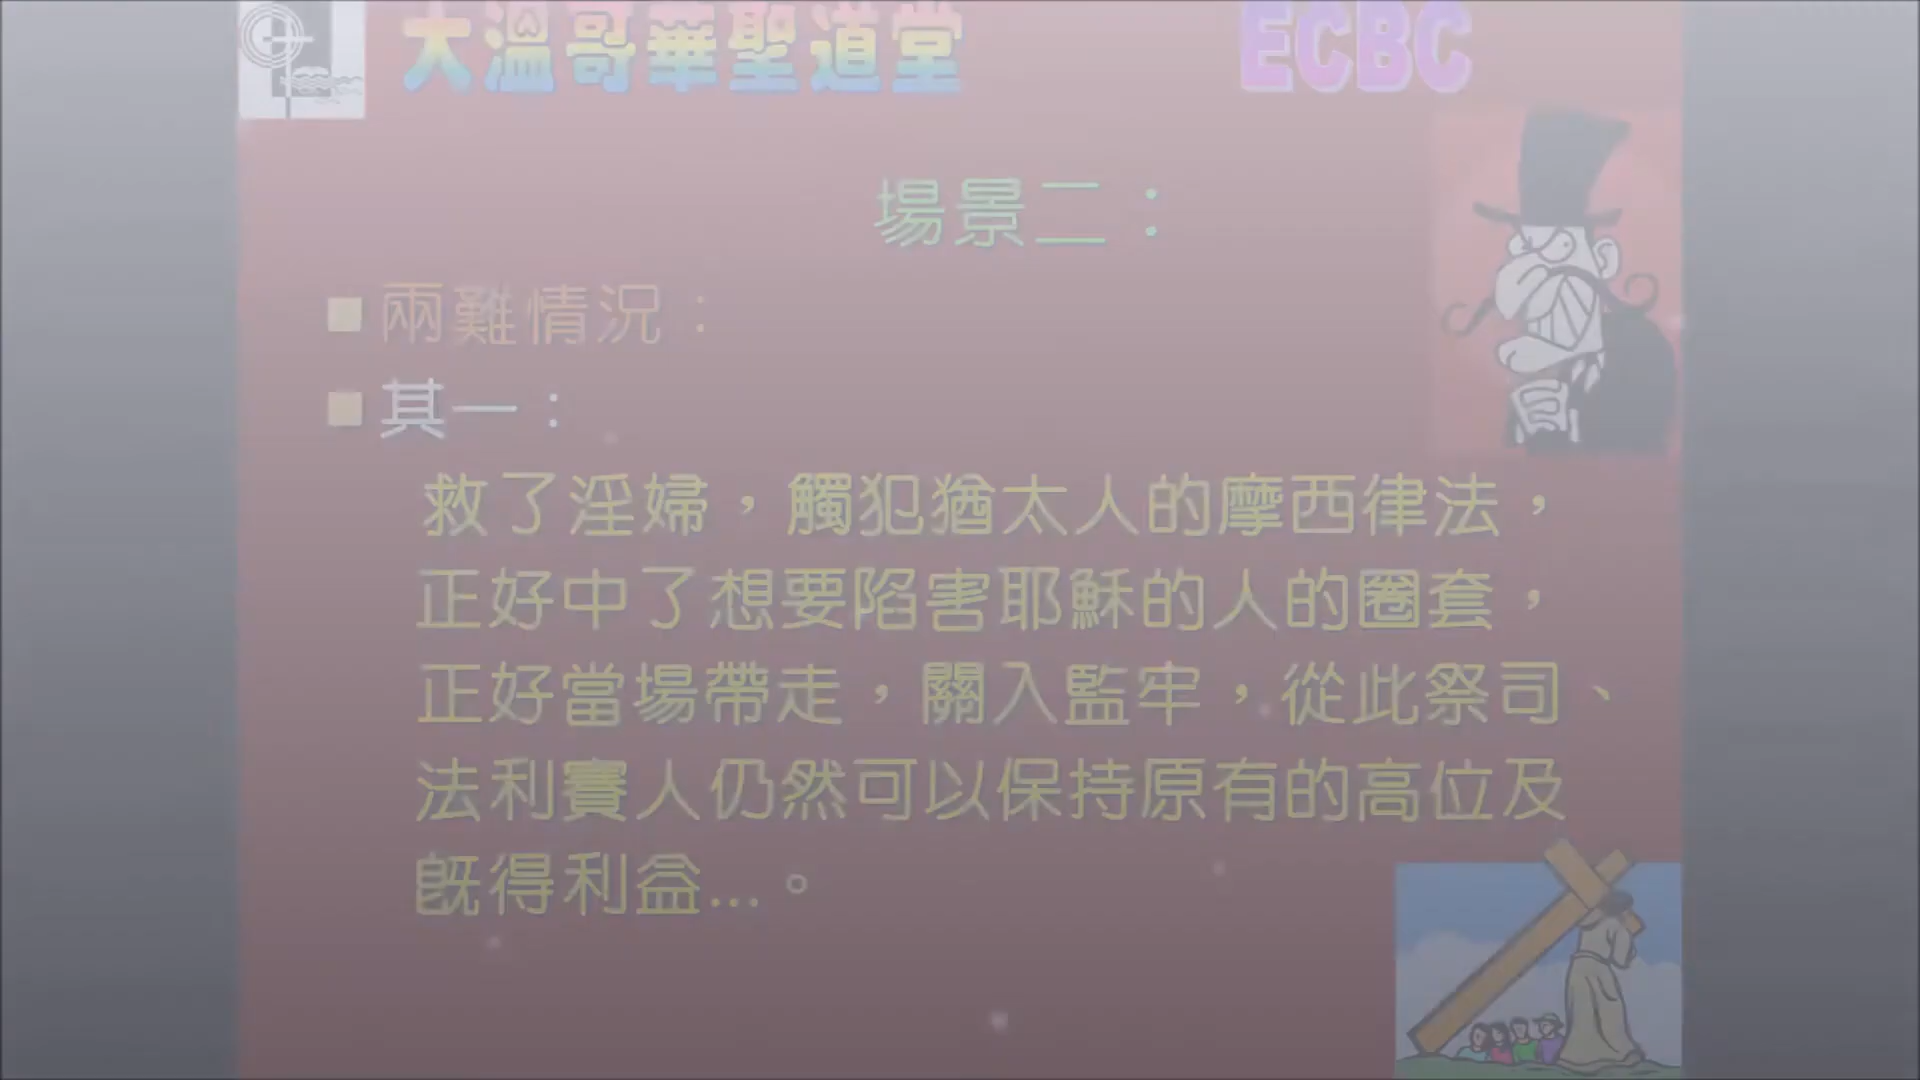 大溫哥華聖道堂 ECBC
場景二：
兩難情況：
其一：
救了淫婦，觸犯猶太人的摩西律法，
正好中了想要陷害耶穌的人的圈套，
正好當場帶走，關入監牢，從此祭司、
法利賽人仍然可以保持原有的高位及
既得利益...。